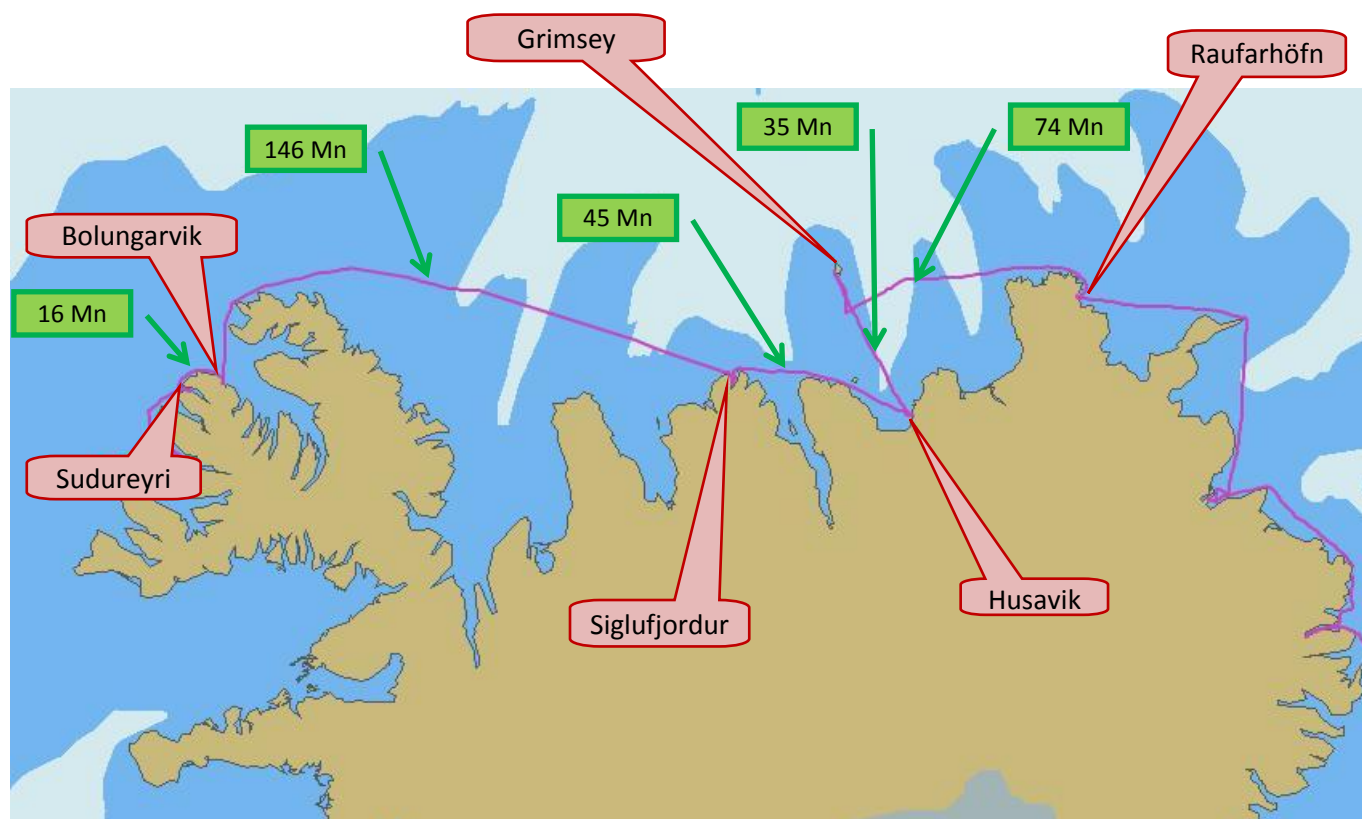 Grimsey
Raufarhöfn
35 Mn
74 Mn
146 Mn
45 Mn
Bolungarvik
16 Mn
Sudureyri
Siglufjordur
Husavik